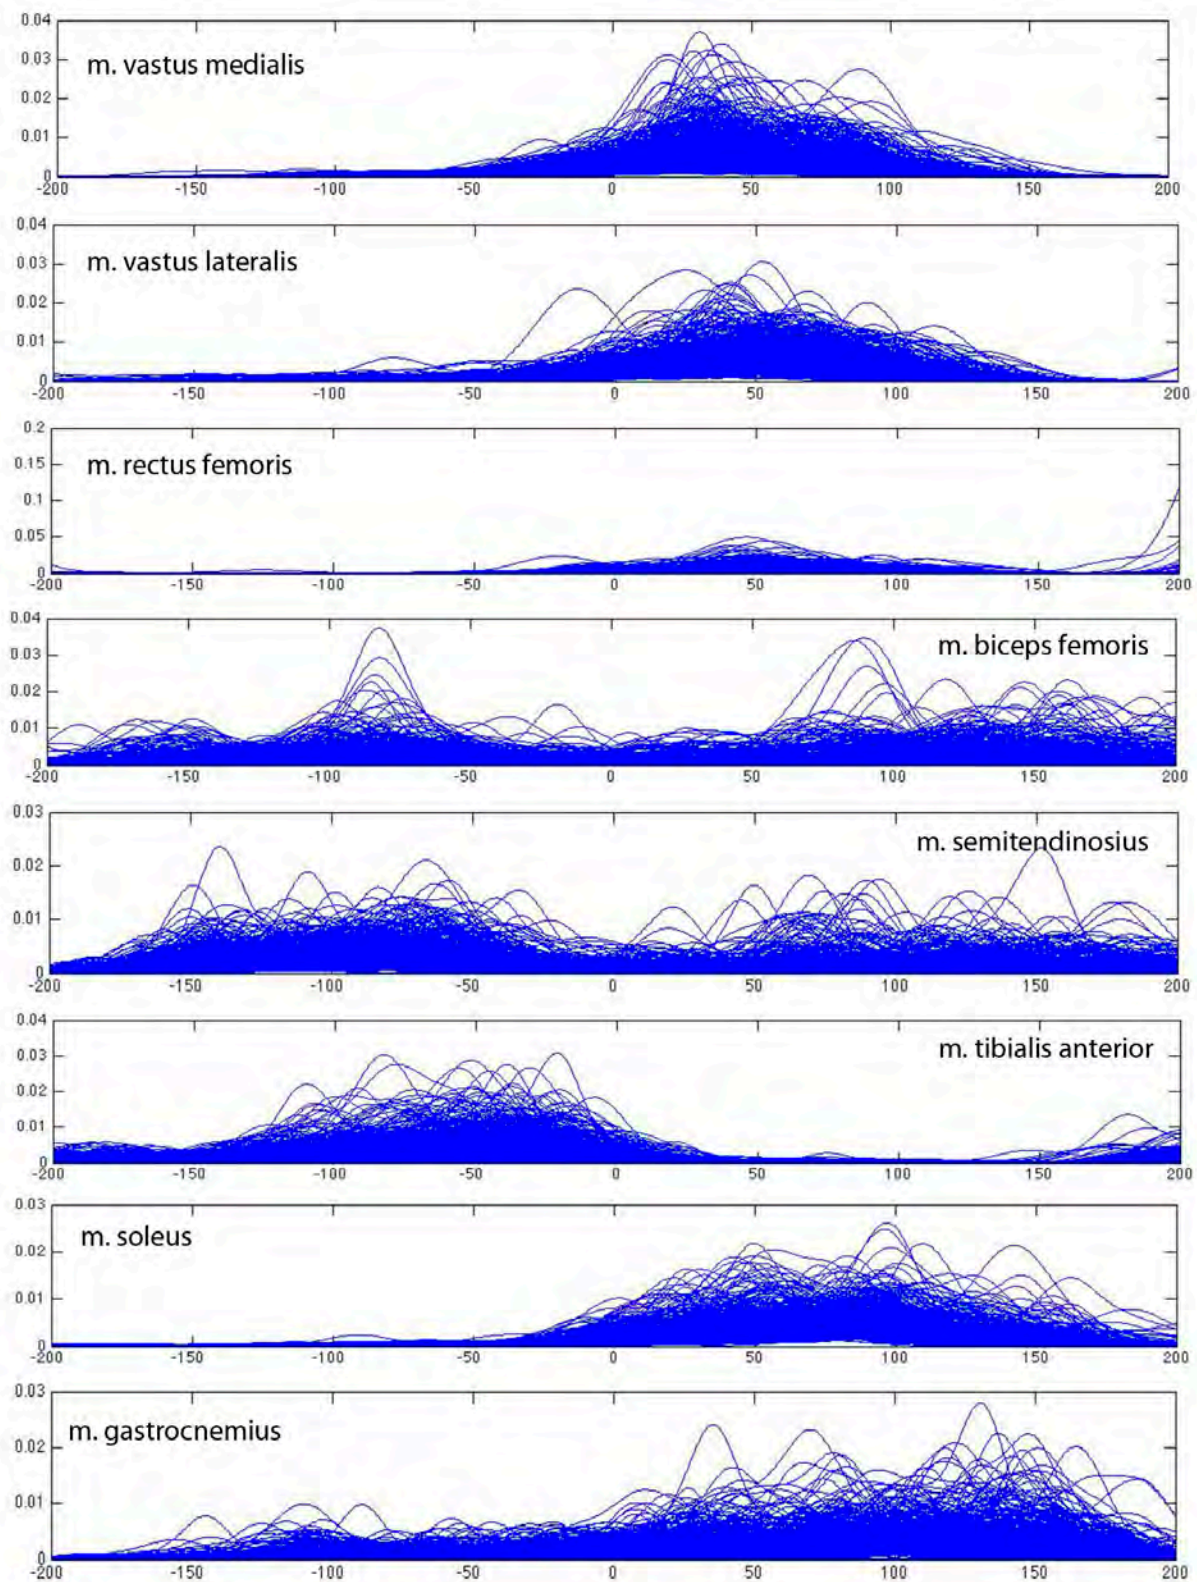 0.04
m. vastus medialis
0.03
0.02
0.01
0
-200 -150 -100 -50 0 50 100 150 200
0.04
m. vastus lateralis
0.03
0.02
0.01
0
-200 -150 -100 -50 0 50 100 150 200
0.2
m. rectus femoris
0.15
0.1
0.05
0
-200 -150 -100 -50 0 50 100 150 200
0.04
m. biceps femoris
0.03
0.02
0.01
0
-200 -150 -100 -50 0 50 100 150 200
0.03
m. semitendinosius
0.02
0.01
0
-200 -150 -100 -50 0 50 100 150 200
0.04
m. tibialis anterior
0.03
0.02
0.01
0
-200 -150 -100 -50 0 50 100 150 200
0.03
m. soleus
0.02
0.01
0
-200 -150 -100 -50 0 50 100 150 200
0.03
m. gastrocnemius
0.02
0.01
0
-200 -150 -100 -50 0 50 100 150 200